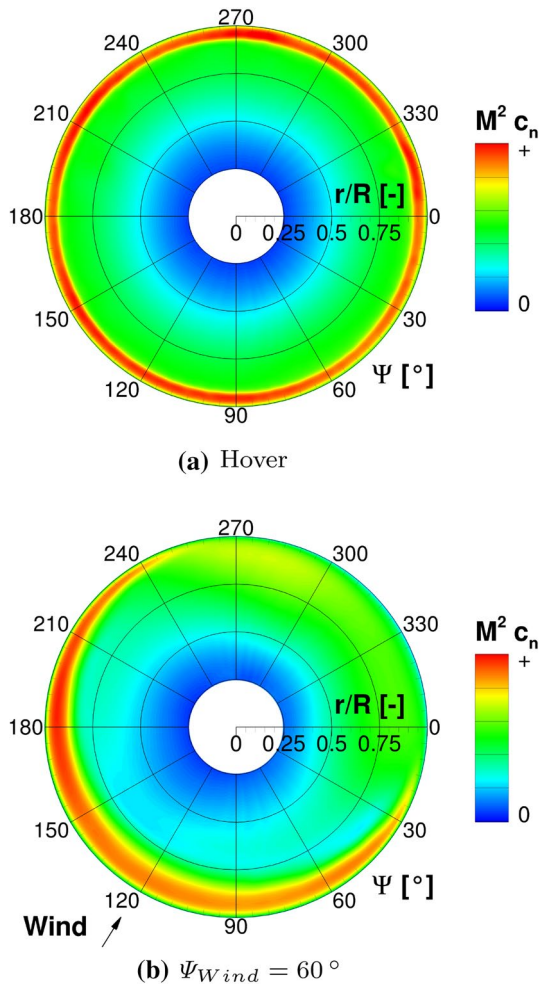 270
240 300
M² cₙ
210 330
+
r/R [-]
180 0 0.25 0.5 0.75 0
0
150 30
120 60 Ψ [°]
90
(a) Hover
270
240 300
M² cₙ
210 330
+
r/R [-]
180 0 0.25 0.5 0.75 0
0
150 30
120 60 Ψ [°]
Wind 90
(b) Ψ_Wind = 60°